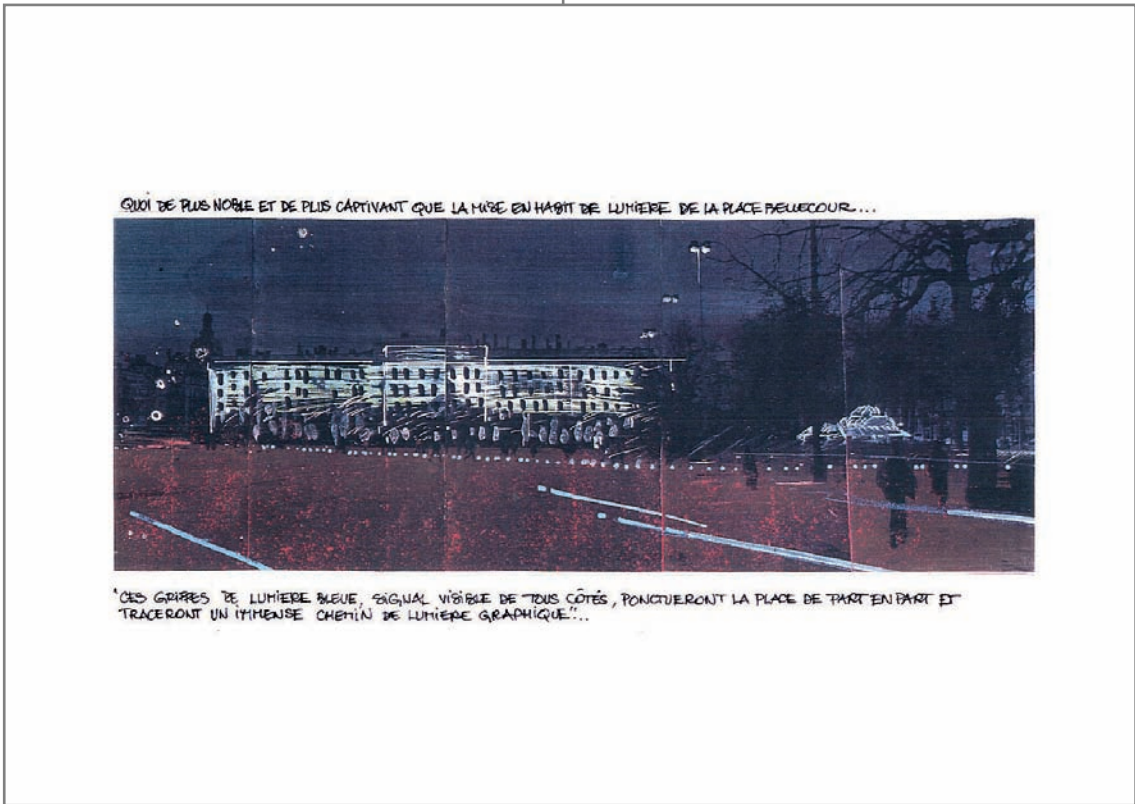 QUOI DE PLUS NOBLE ET DE PLUS CAPTIVANT QUE LA MISE EN HABIT DE LUMIERE DE LA PLACE BELLECOUR...
"CES GRIFFES DE LUMIERE BLEUE, SIGNAL VISIBLE DE TOUS CÔTÉS, PONCTUERONT LA PLACE DE PART EN PART ET
TRACERONT UN IMMENSE CHEMIN DE LUMIÈRE GRAPHIQUE"...